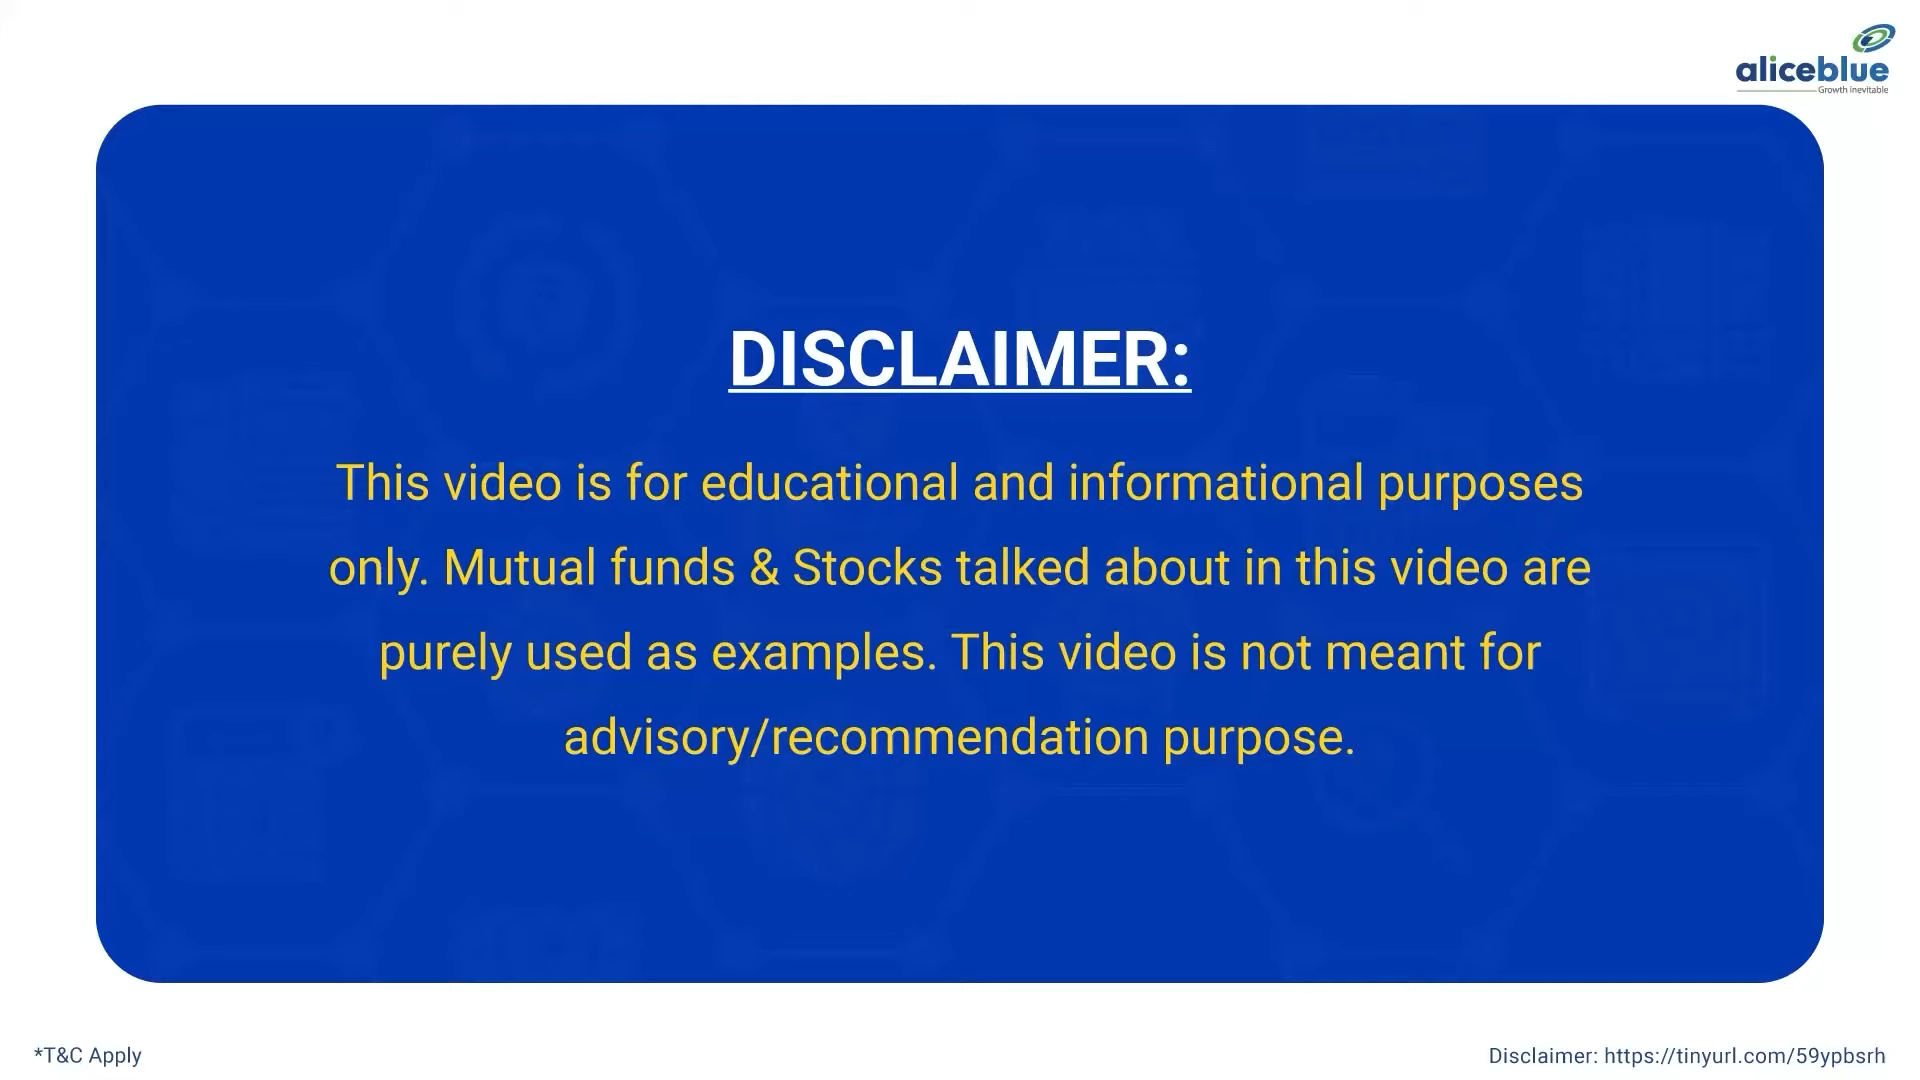 aliceblue
Growth inevitable
DISCLAIMER:
This video is for educational and informational purposes
only. Mutual funds & Stocks talked about in this video are
purely used as examples. This video is not meant for
advisory/recommendation purpose.
*T&C Apply
Disclaimer: https://tinyurl.com/59ypbsrh